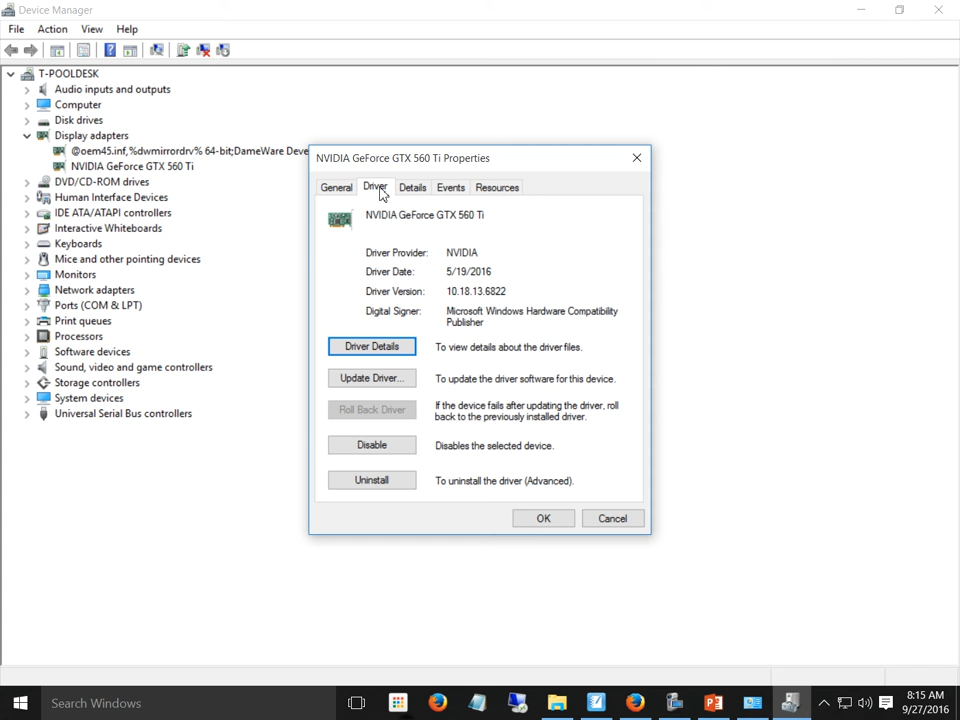 Device Manager
File Action View Help
T-POOLDESK
Audio inputs and outputs
Computer
Disk drives
Display adapters
@oem45.inf,%dwmirrordrv% 64-bit;DameWare Deve
NVIDIA GeForce GTX 560 Ti
DVD/CD-ROM drives
Human Interface Devices
IDE ATA/ATAPI controllers
Interactive Whiteboards
Keyboards
Mice and other pointing devices
Monitors
Network adapters
Ports (COM & LPT)
Print queues
Processors
Software devices
Sound, video and game controllers
Storage controllers
System devices
Universal Serial Bus controllers
NVIDIA GeForce GTX 560 Ti Properties
General Driver Details Events Resources
NVIDIA GeForce GTX 560 Ti
Driver Provider: NVIDIA
Driver Date: 5/19/2016
Driver Version: 10.18.13.6822
Digital Signer: Microsoft Windows Hardware Compatibility
Publisher
Driver Details To view details about the driver files.
Update Driver... To update the driver software for this device.
Roll Back Driver If the device fails after updating the driver, roll
back to the previously installed driver.
Disable Disables the selected device.
Uninstall To uninstall the driver (Advanced).
OK Cancel
Search Windows
8:15 AM
9/27/2016